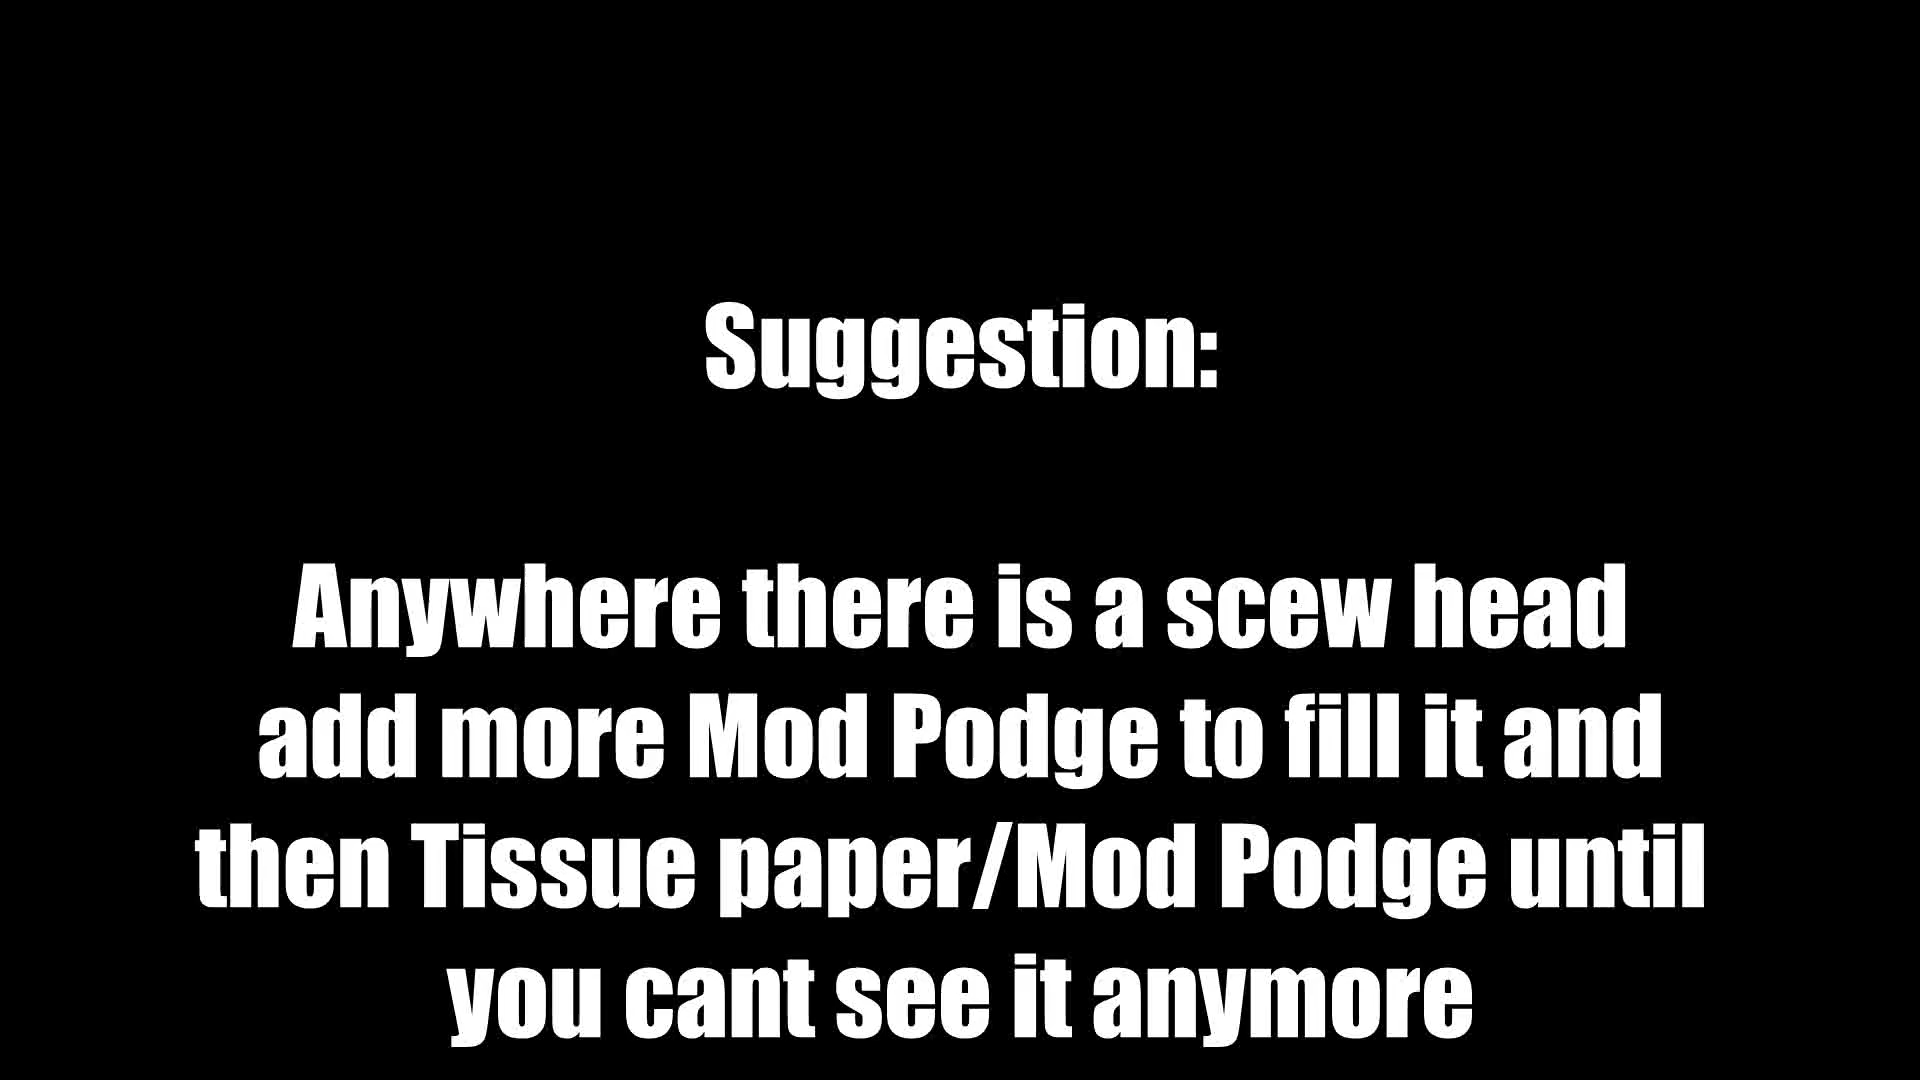 Suggestion:
Anywhere there is a scew head
add more Mod Podge to fill it and
then Tissue paper/Mod Podge until
you cant see it anymore